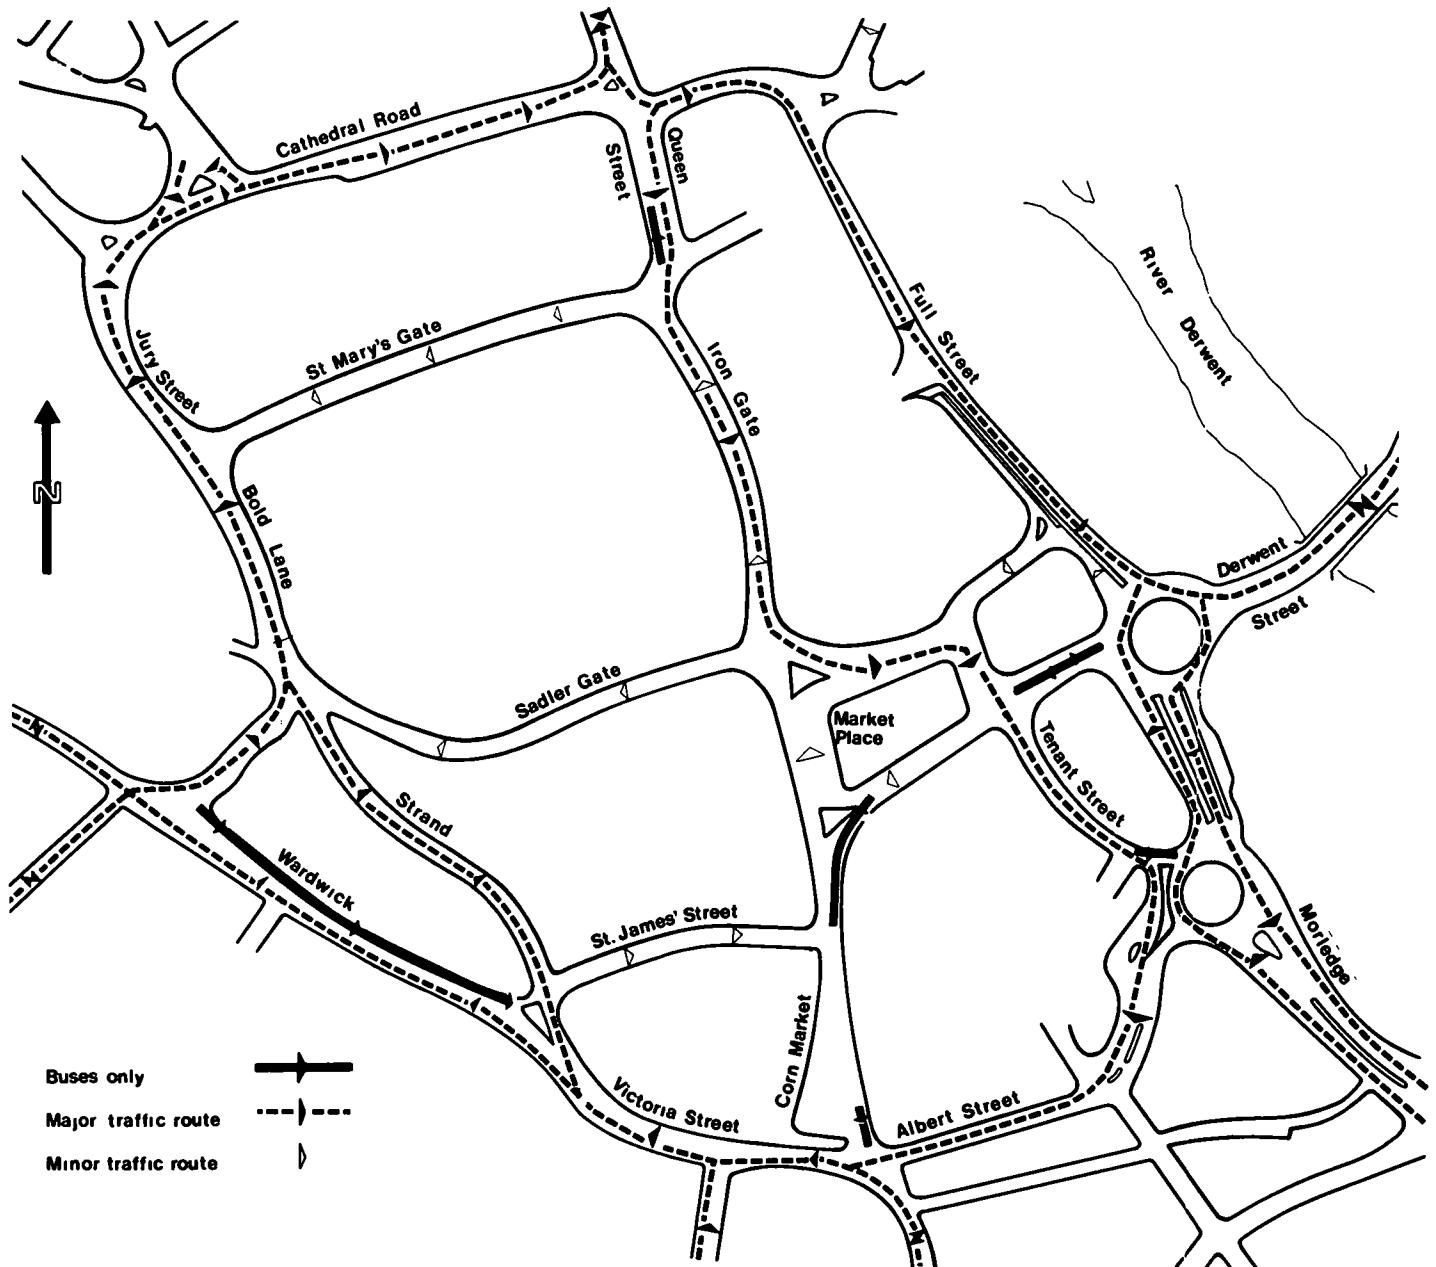 Cathedral Road
Queen
Street
St Mary's Gate
Jury Street
Full Street
River Derwent
Iron Gate
Bold Lane
N
Derwent
Street
Sadler Gate
Market
Place
Tenant Street
Strand
Wardwick
St. James' Street
Morledge
Corn Market
Victoria Street
Albert Street
Buses only
Major traffic route
Minor traffic route